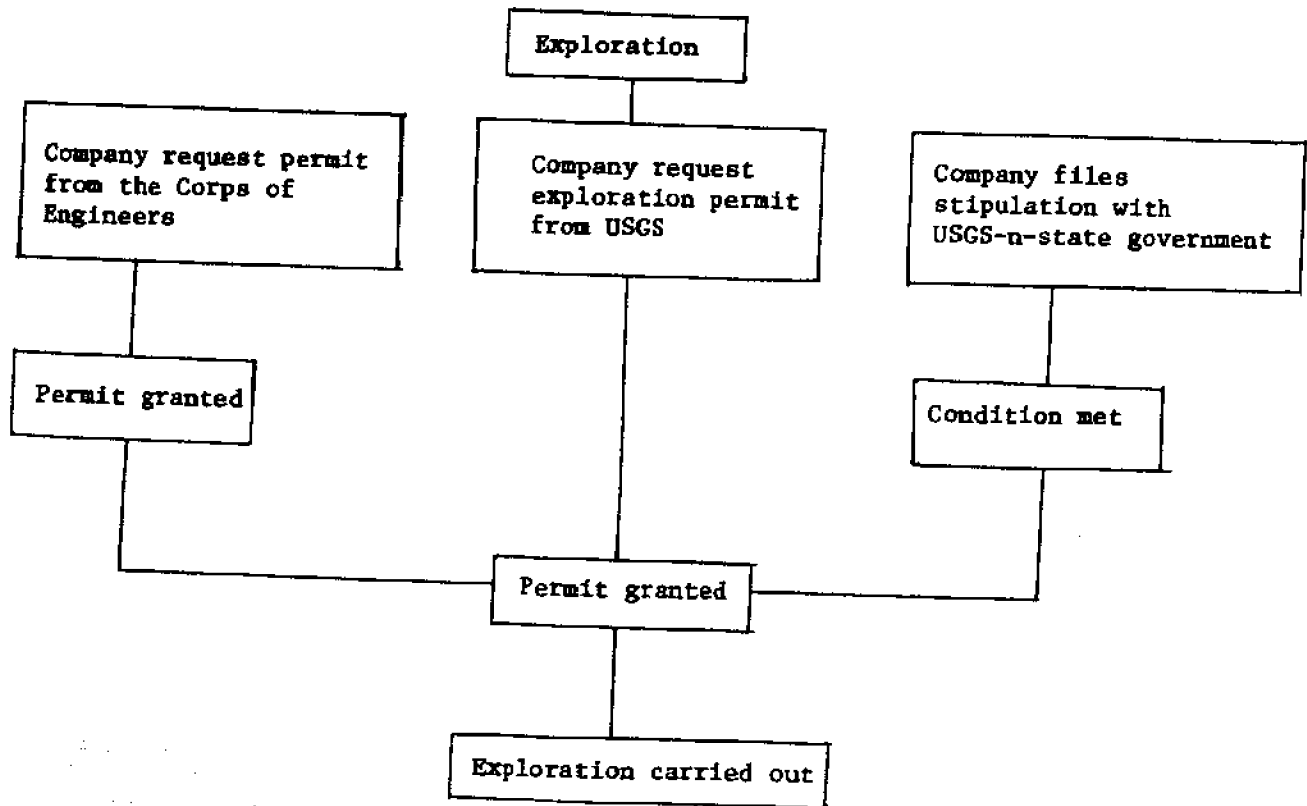 Exploration
Company request permit
from the Corps of
Engineers
Company request
exploration permit
from USGS
Company files
stipulation with
USGS-n-state government
Permit granted
Condition met
Permit granted
Exploration carried out